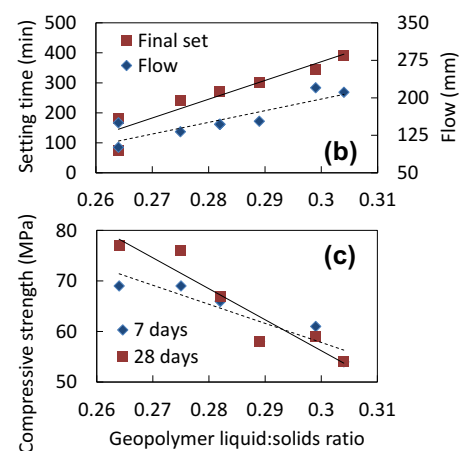 500 350
Final set
400 275
Flow
300
200
200
125
100
(b)
0 50
0.26 0.27 0.28 0.29 0.3 0.31
Setting time (min)
Flow (mm)
80
(c)
70
60
7 days
28 days
50
0.26 0.27 0.28 0.29 0.3 0.31
Compressive strength (MPa)
Geopolymer liquid:solids ratio